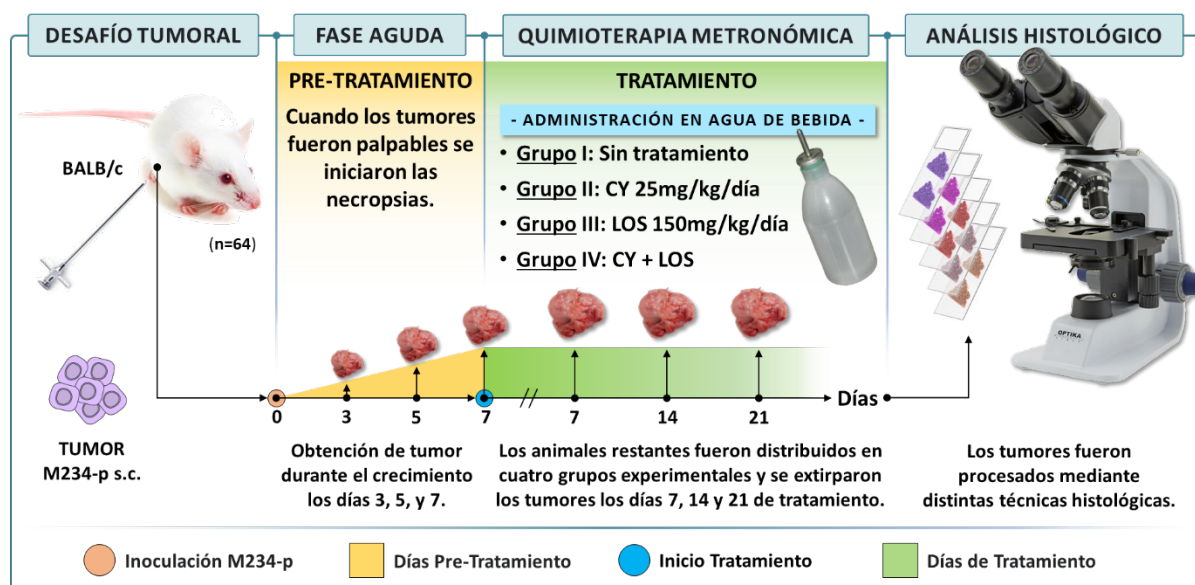 DESAFÍO TUMORAL
FASE AGUDA
QUIMIOTERAPIA METRONÓMICA
ANÁLISIS HISTOLÓGICO
BALB/c
(n=64)
TUMOR
M234-p s.c.
PRE-TRATAMIENTO
Cuando los tumores
fueron palpables se
iniciaron las
necropsias.
TRATAMIENTO
- ADMINISTRACIÓN EN AGUA DE BEBIDA -
• Grupo I: Sin tratamiento
• Grupo II: CY 25mg/kg/día
• Grupo III: LOS 150mg/kg/día
• Grupo IV: CY + LOS
0 3 5 7 // 7 14 21 Días
Obtención de tumor
durante el crecimiento
los días 3, 5, y 7.
Los animales restantes fueron distribuidos en
cuatro grupos experimentales y se extirparon
los tumores los días 7, 14 y 21 de tratamiento.
OPTIKA
Los tumores fueron
procesados mediante
distintas técnicas histológicas.
Inoculación M234-p
Días Pre-Tratamiento
Inicio Tratamiento
Días de Tratamiento